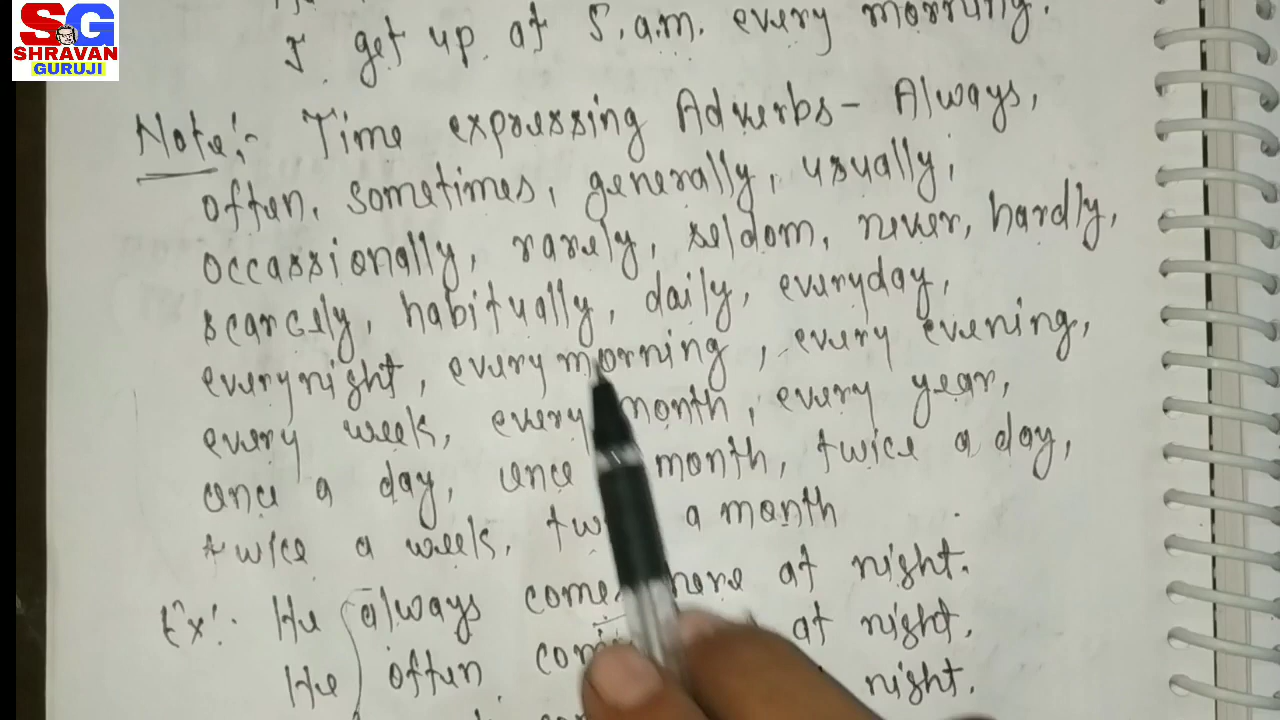 SG
SHRAVAN
GURUJI
I get up at 5.a.m. every morning.
Note:- Time expressing Adverbs- Always,
often, sometimes, generally, usually,
occassionally, rarely, seldom, never, hardly,
scarcely, habitually, daily, everyday,
everynight, every morning, every evening,
every week, every month, every year,
once a day, once month, twice a day,
twice a week, a month
Ex:- He always come here at night.
He often at night.
night.